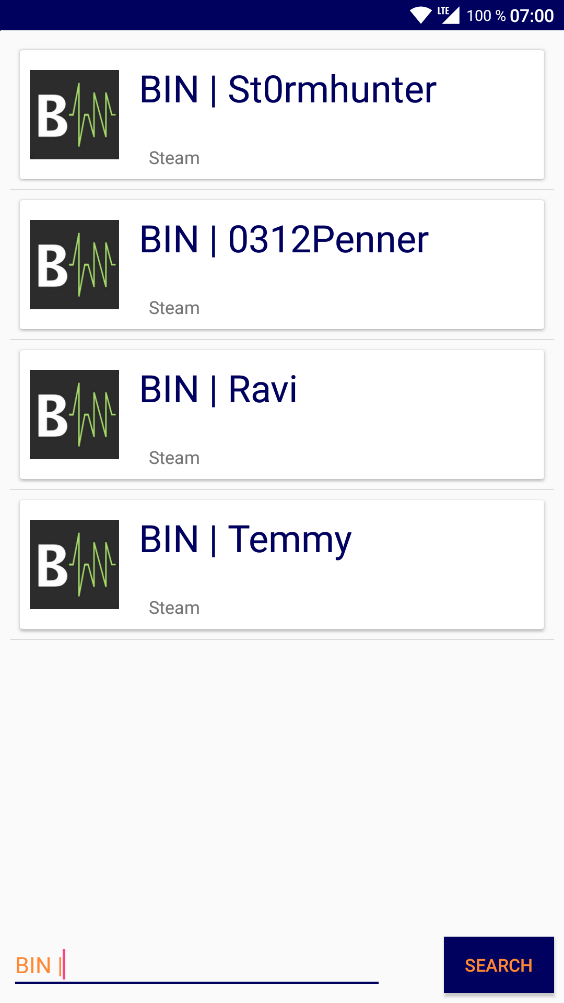 LTE 100 % 07:00
BIN | St0rmhunter
B
Steam
BIN | 0312Penner
B
Steam
BIN | Ravi
B
Steam
BIN | Temmy
B
Steam
BIN |
SEARCH